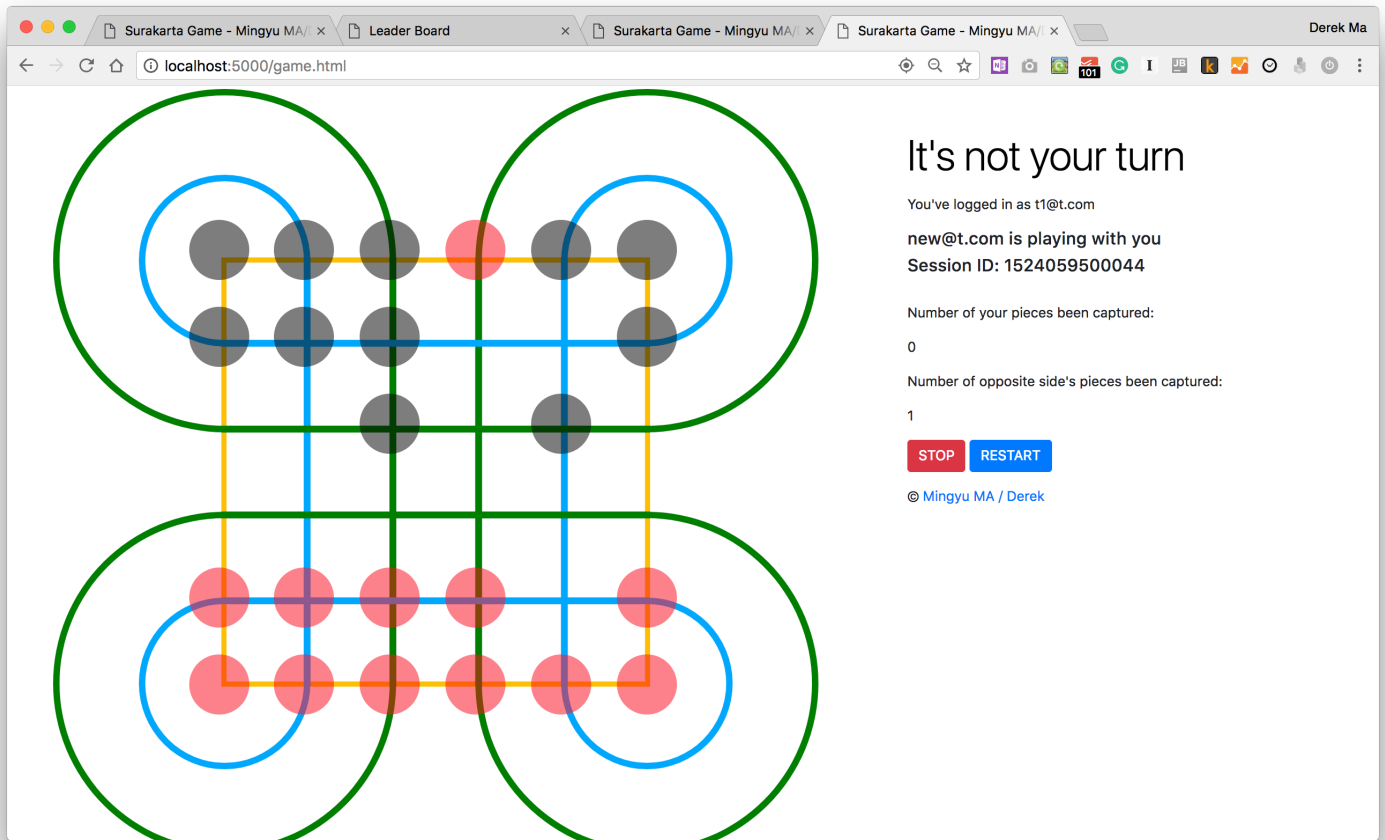 Surakarta Game - Mingyu MA/
Leader Board
Surakarta Game - Mingyu MA/
Surakarta Game - Mingyu MA/
Derek Ma
localhost:5000/game.html
N
101
G
I
JB
k
It's not your turn
You've logged in as t1@t.com
new@t.com is playing with you
Session ID: 1524059500044
Number of your pieces been captured:
0
Number of opposite side's pieces been captured:
1
STOP RESTART
© Mingyu MA / Derek